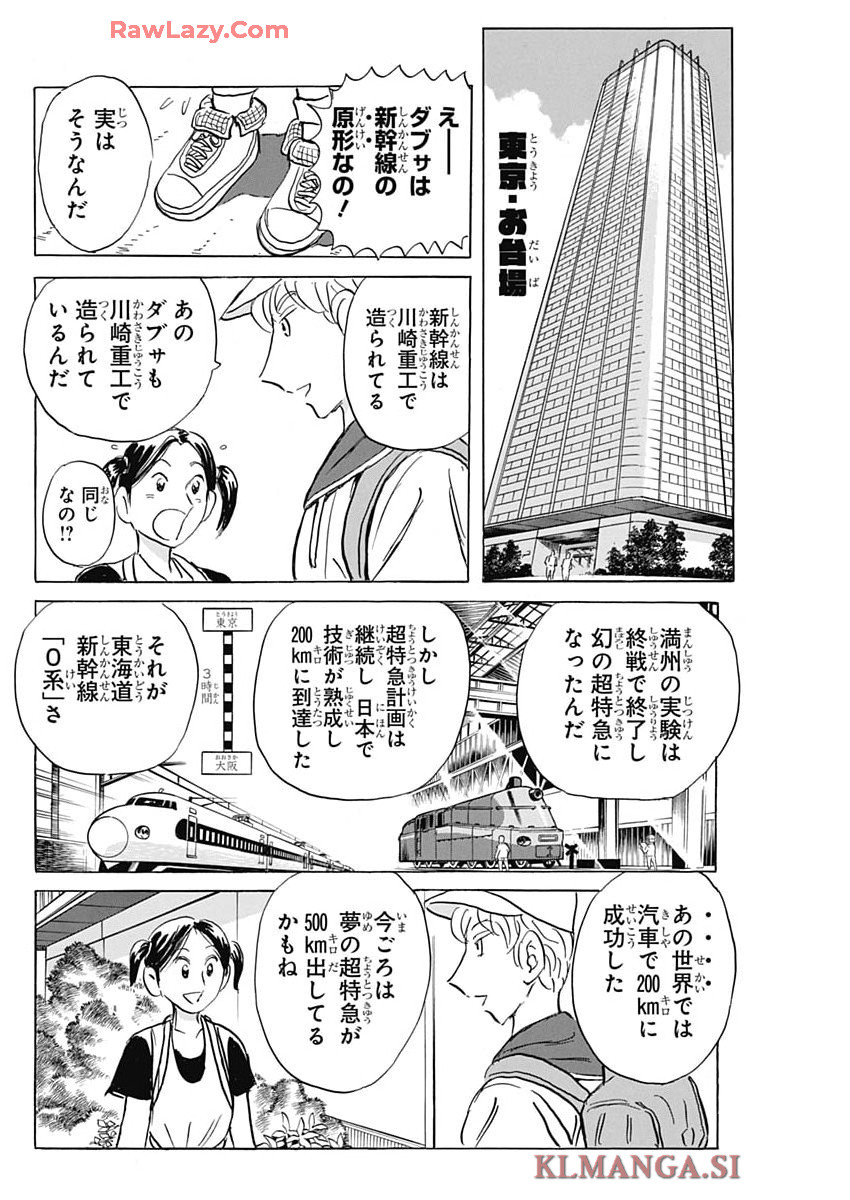 RawLazy.Com
東京・お台場
えー
ダブサは
新幹線の
原形なの！
実は
そうなんだ
新幹線は
川崎重工で
造られてる
あの
ダブサも
川崎重工で
造られて
いるんだ
同じ
なの!?
満州の実験は
終戦で終了し
幻の超特急に
なったんだ
しかし
超特急計画は
継続し 日本で
技術が熟成し
200kmに到達した
東京
3時間
大阪
それが
東海道
新幹線
「0系」さ
あの世界では
汽車で200kmに
成功した
今ごろは
夢の超特急が
500km出してる
かもね
KLMANGA.SI